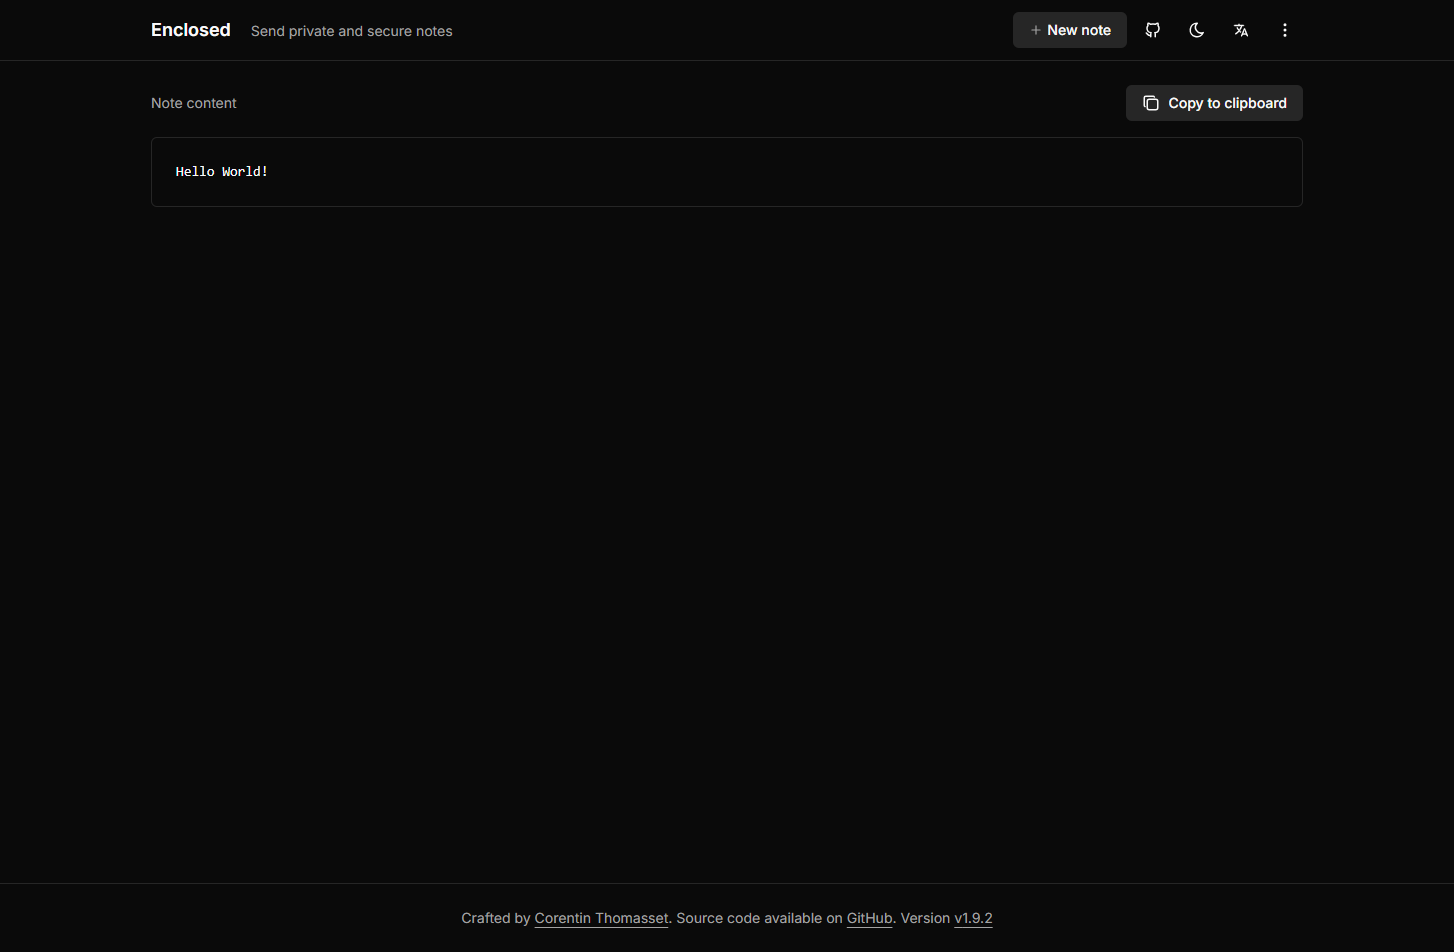 Enclosed Send private and secure notes + New note
Note content Copy to clipboard
Hello World!
Crafted by Corentin Thomasset. Source code available on GitHub. Version v1.9.2